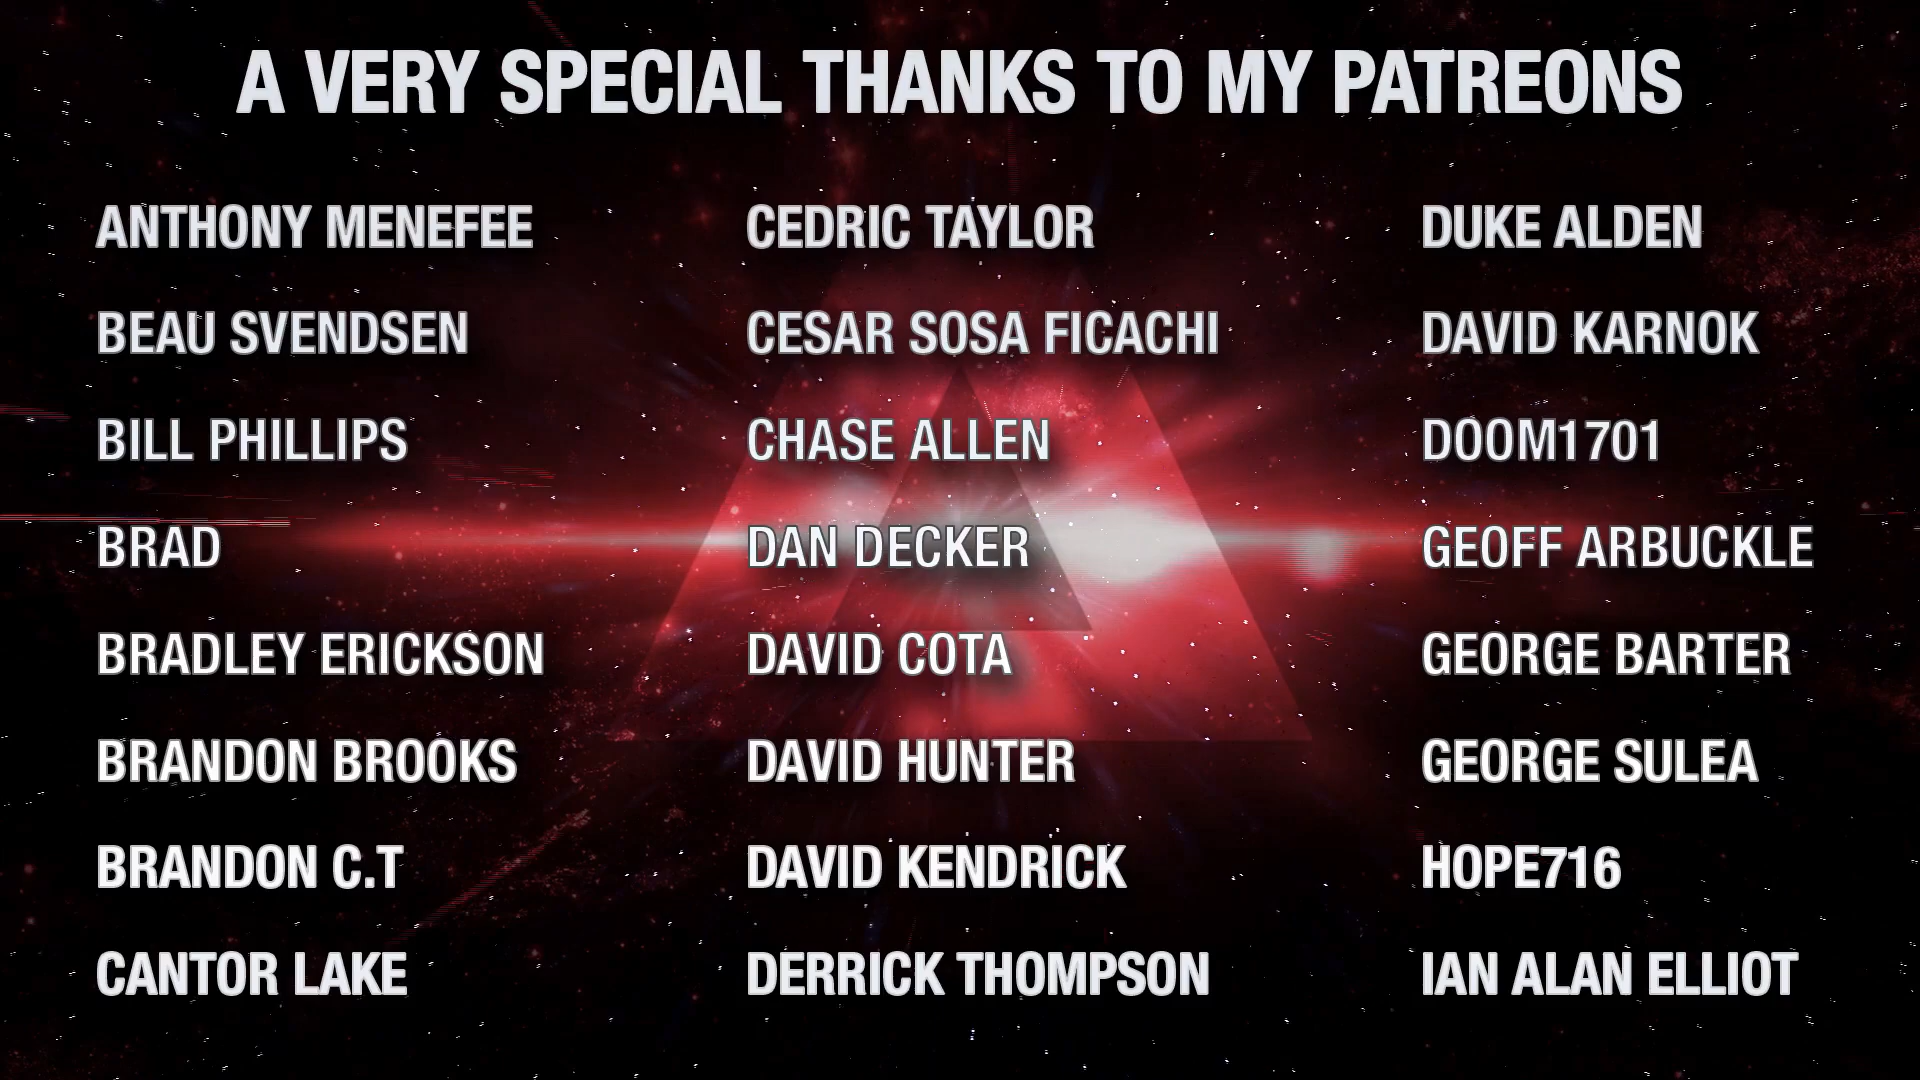 A VERY SPECIAL THANKS TO MY PATREONS
ANTHONY MENEFEE
BEAU SVENDSEN
BILL PHILLIPS
BRAD
BRADLEY ERICKSON
BRANDON BROOKS
BRANDON C.T
CANTOR LAKE
CEDRIC TAYLOR
CESAR SOSA FICACHI
CHASE ALLEN
DAN DECKER
DAVID COTA
DAVID HUNTER
DAVID KENDRICK
DERRICK THOMPSON
DUKE ALDEN
DAVID KARNOK
DOOM1701
GEOFF ARBUCKLE
GEORGE BARTER
GEORGE SULEA
HOPE716
IAN ALAN ELLIOT